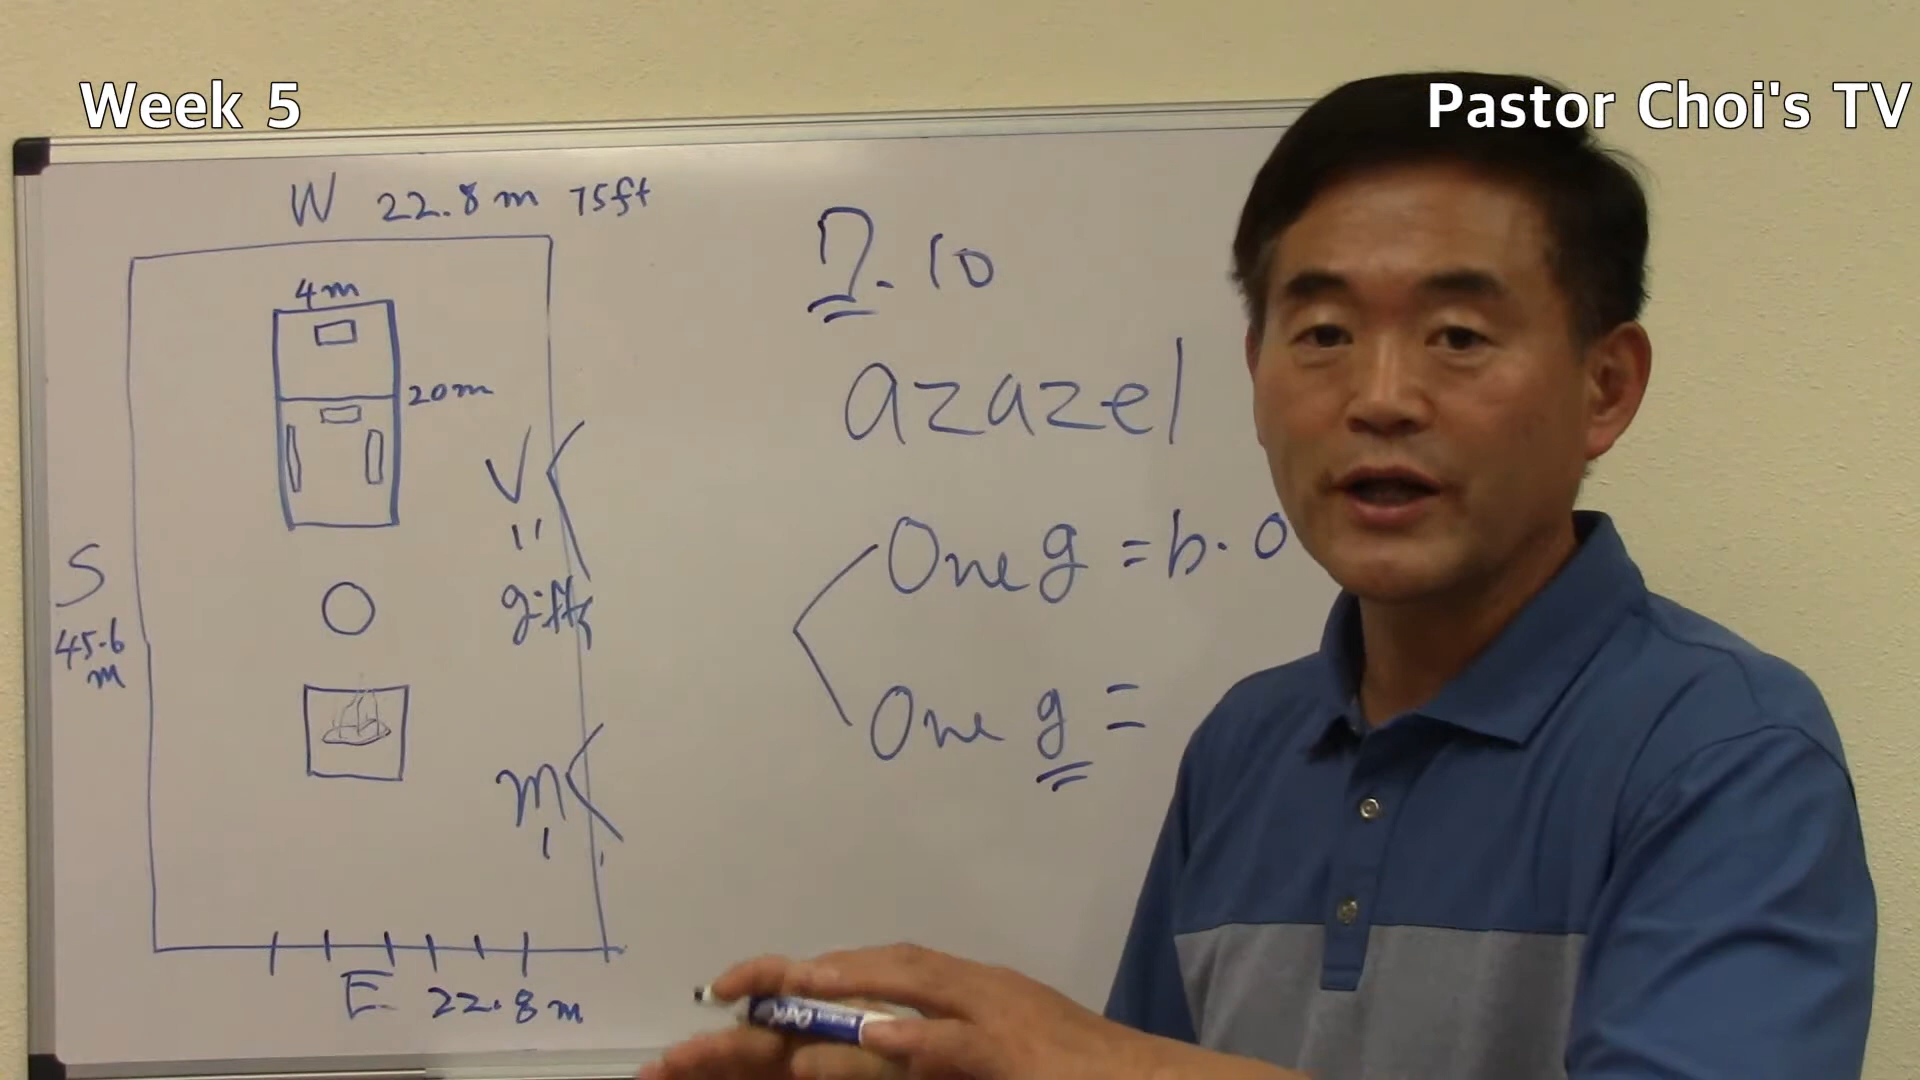 Week 5
Pastor Choi's TV
W 22.8 m 75ft
4m
20m
S
45.6
m
V
"
gifts
m
E 22.8 m
7.10
azazel
One g = b. o
One g =